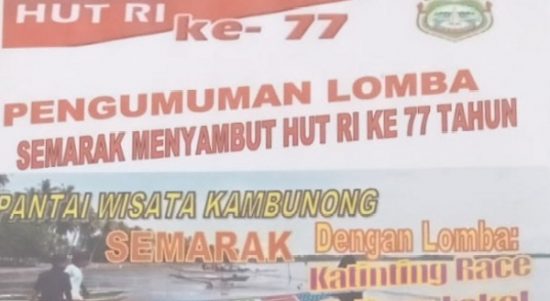 HUT RI ke- 77
PENGUMUMAN LOMBA
SEMARAK MENYAMBUT HUT RI KE 77 TAHUN
PANTAI WISATA KAMBUNONG
SEMARAK
Dengan Lomba:
Katinting Race